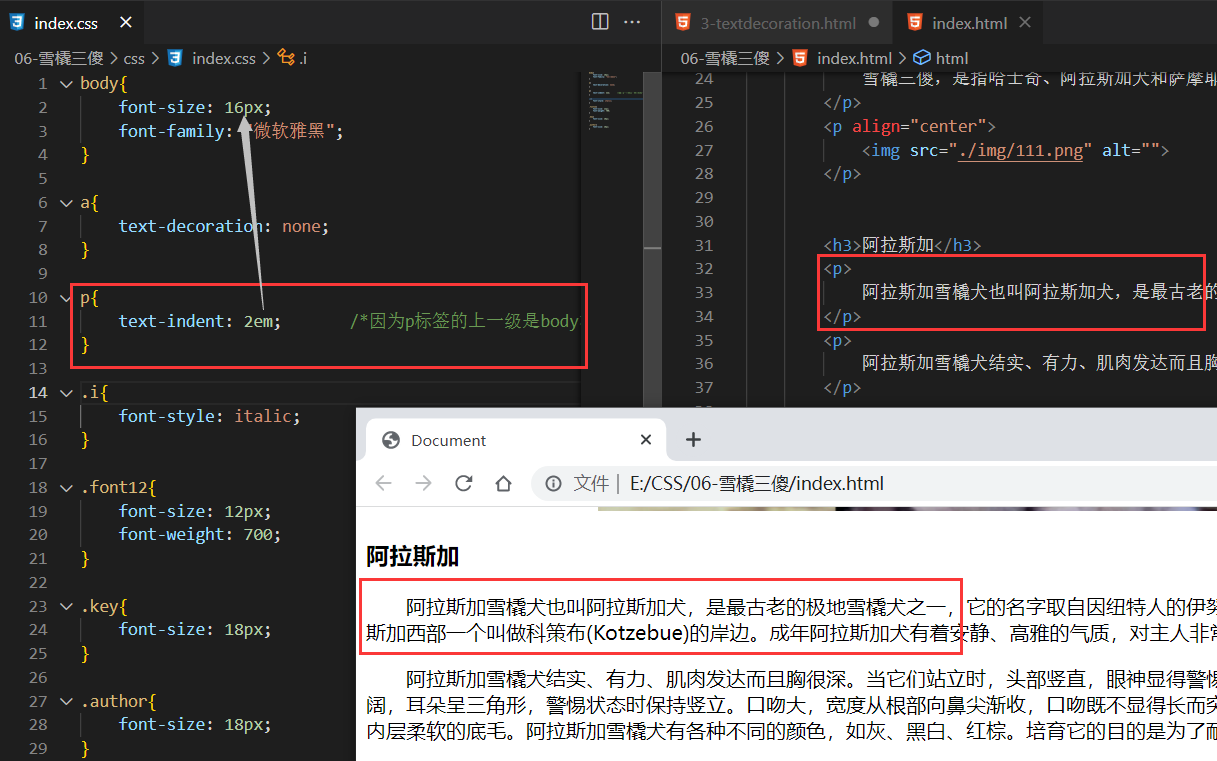 index.css
06-雪橇三傻 > css > index.css > .i
1 body{
2 font-size: 16px;
3 font-family: "微软雅黑";
4 }
5
6 a{
7 text-decoration: none;
8 }
9
10 p{
11 text-indent: 2em; /*因为p标签的上一级是body
12 }
13
14 .i{
15 font-style: italic;
16 }
17
18 .font12{
19 font-size: 12px;
20 font-weight: 700;
21 }
22
23 .key{
24 font-size: 18px;
25 }
26
27 .author{
28 font-size: 18px;
29 }
3-textdecoration.html
index.html
06-雪橇三傻 > index.html > html
24 雪橇三傻，是指哈士奇、阿拉斯加犬和萨摩耶
25 </p>
26 <p align="center">
27 <img src="./img/111.png" alt="">
28 </p>
29
30
31 <h3>阿拉斯加</h3>
32 <p>
33 阿拉斯加雪橇犬也叫阿拉斯加犬，是最古老的
34 </p>
35 <p>
36 阿拉斯加雪橇犬结实、有力、肌肉发达而且胸
37 </p>
Document
文件 | E:/CSS/06-雪橇三傻/index.html
阿拉斯加
阿拉斯加雪橇犬也叫阿拉斯加犬，是最古老的极地雪橇犬之一，它的名字取自因纽特人的伊努
斯加西部一个叫做科策布(Kotzebue)的岸边。成年阿拉斯加犬有着安静、高雅的气质，对主人非常
阿拉斯加雪橇犬结实、有力、肌肉发达而且胸很深。当它们站立时，头部竖直，眼神显得警惕
阔，耳朵呈三角形，警惕状态时保持竖立。口吻大，宽度从根部向鼻尖渐收，口吻既不显得长而突
内层柔软的底毛。阿拉斯加雪橇犬有各种不同的颜色，如灰、黑白、红棕。培育它的目的是为了耐